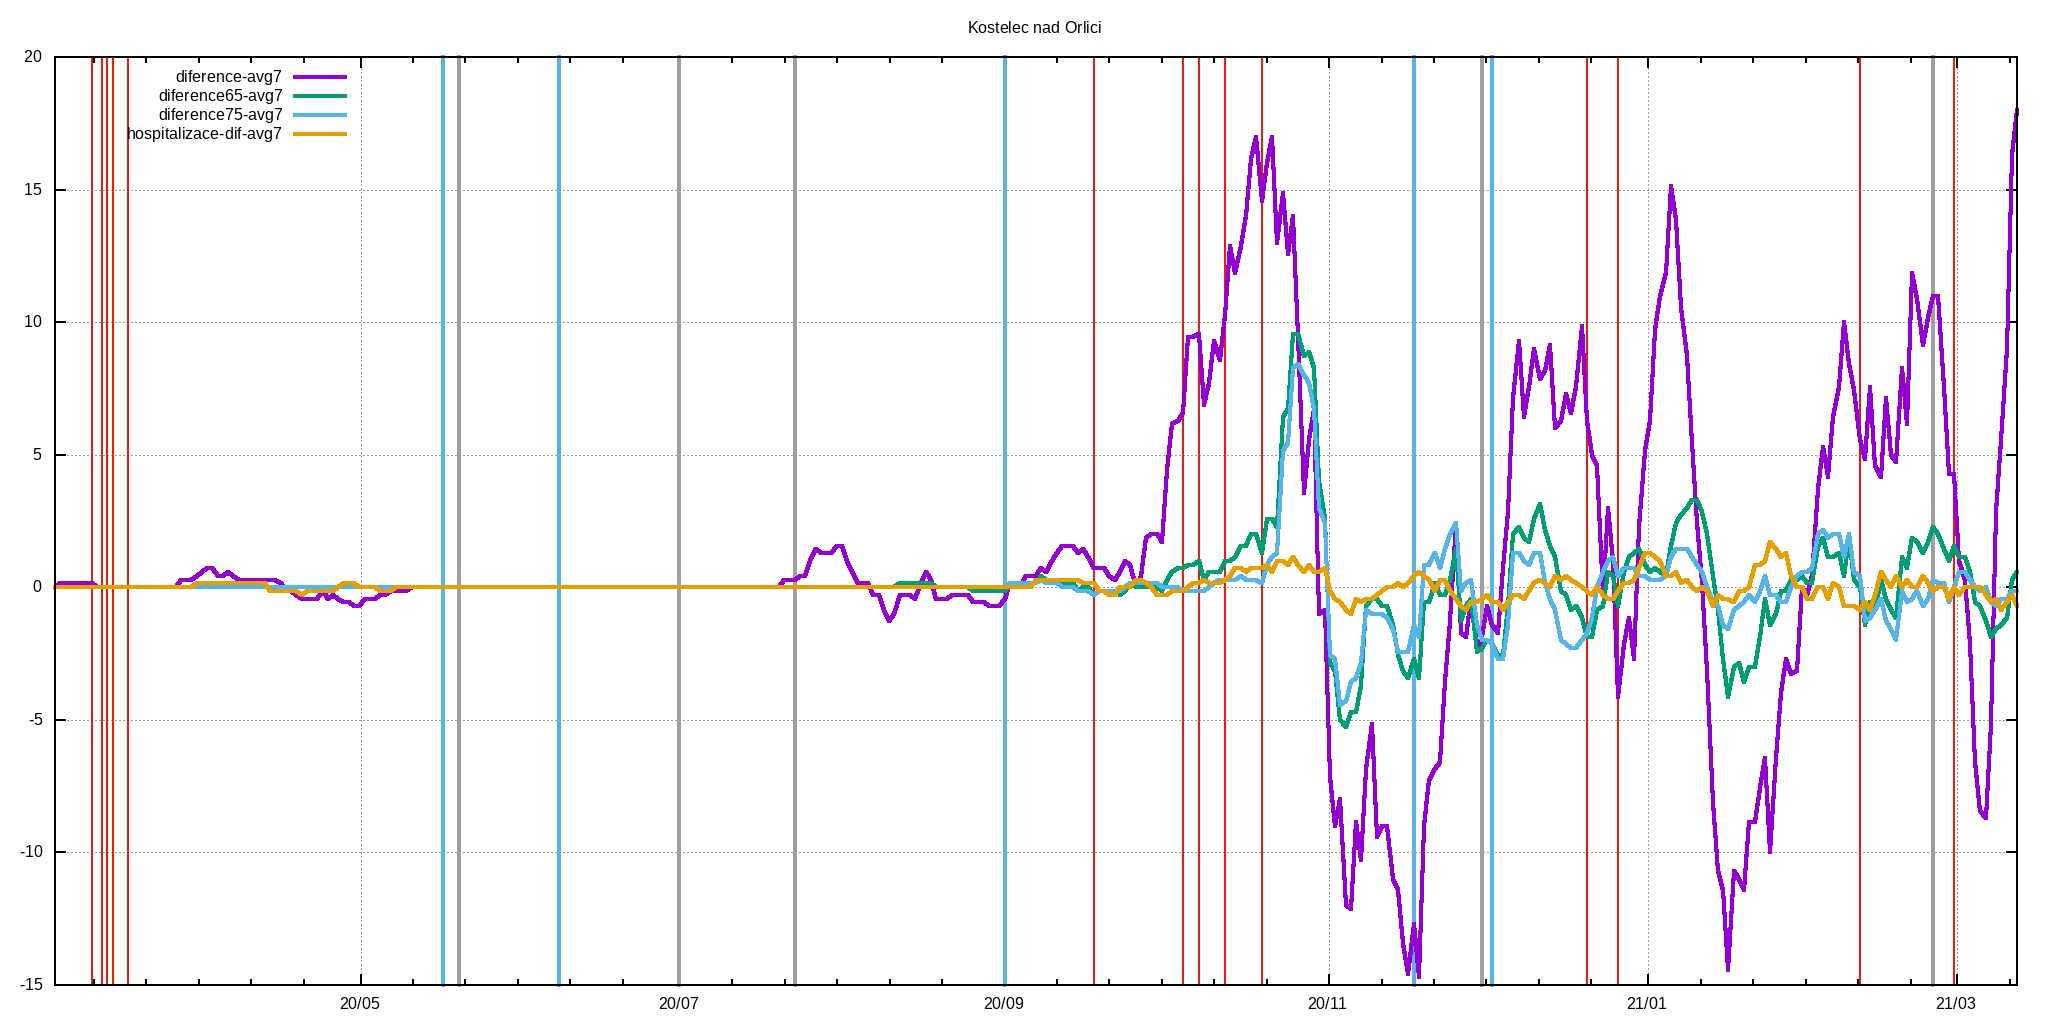 Kostelec nad Orlici
20
diference-avg7
diference65-avg7
diference75-avg7
hospitalizace-dif-avg7
15
10
5
0
-5
-10
-15
20/05 20/07 20/09 20/11 21/01 21/03